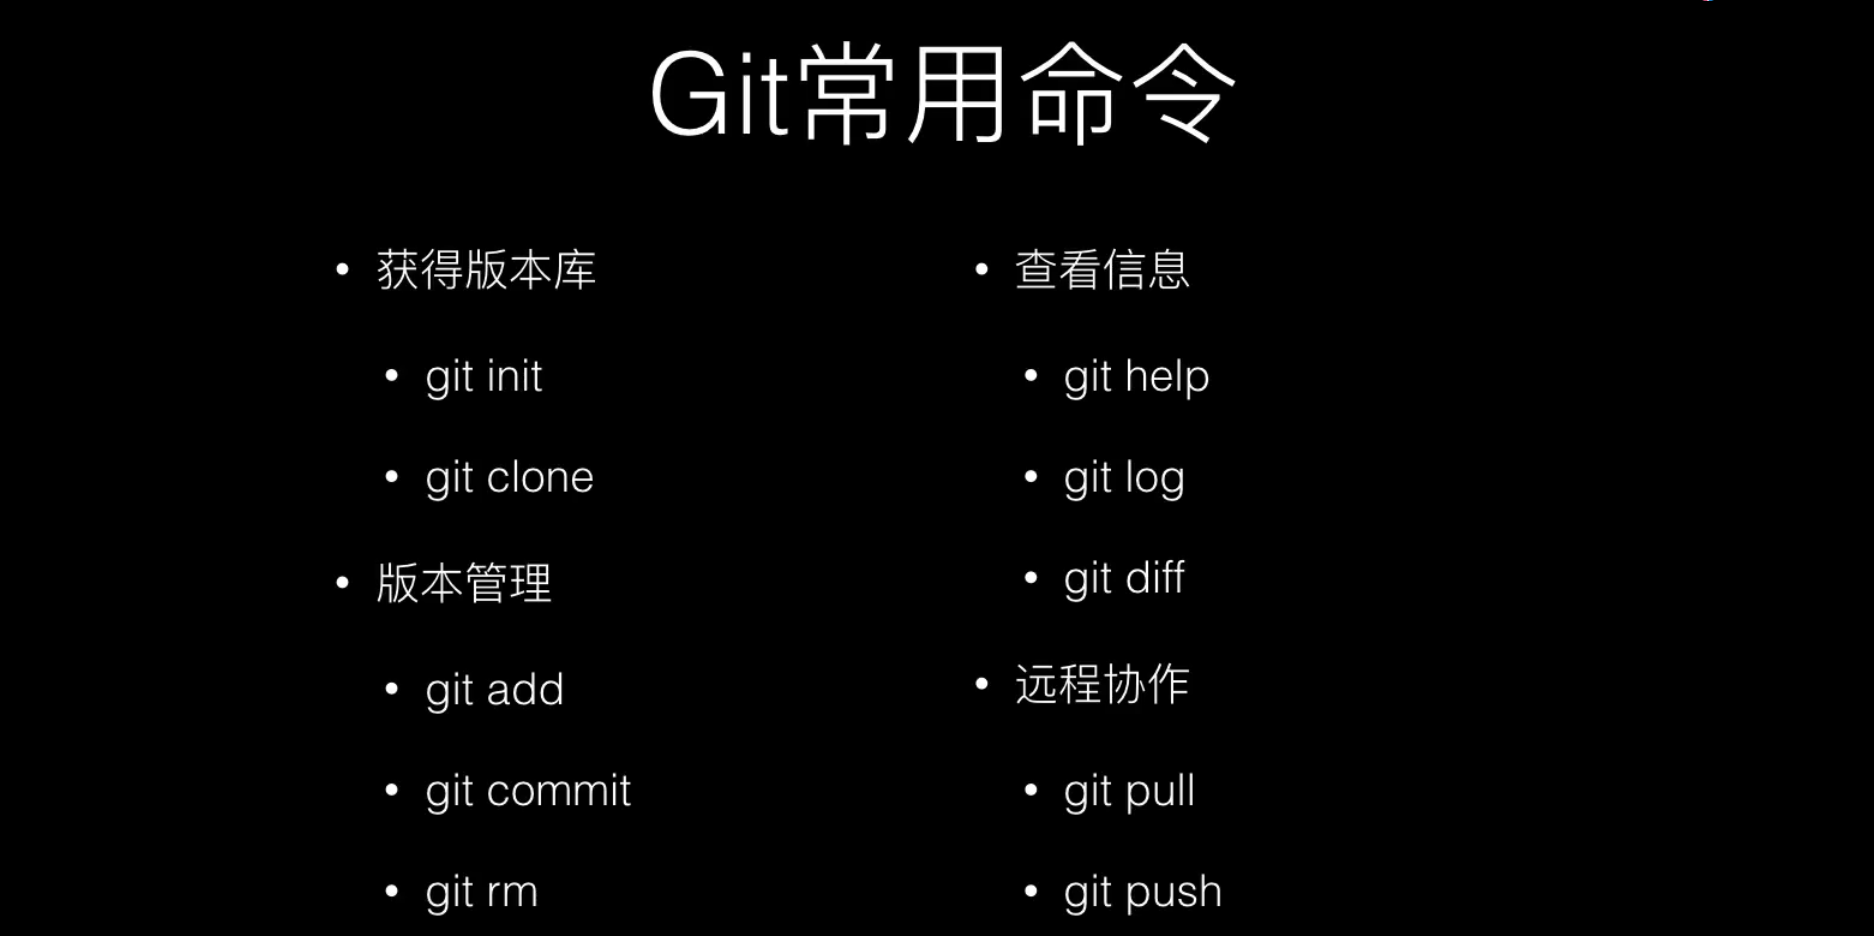 Git常用命令
• 获得版本库
• git init
• git clone
• 版本管理
• git add
• git commit
• git rm
• 查看信息
• git help
• git log
• git diff
• 远程协作
• git pull
• git push